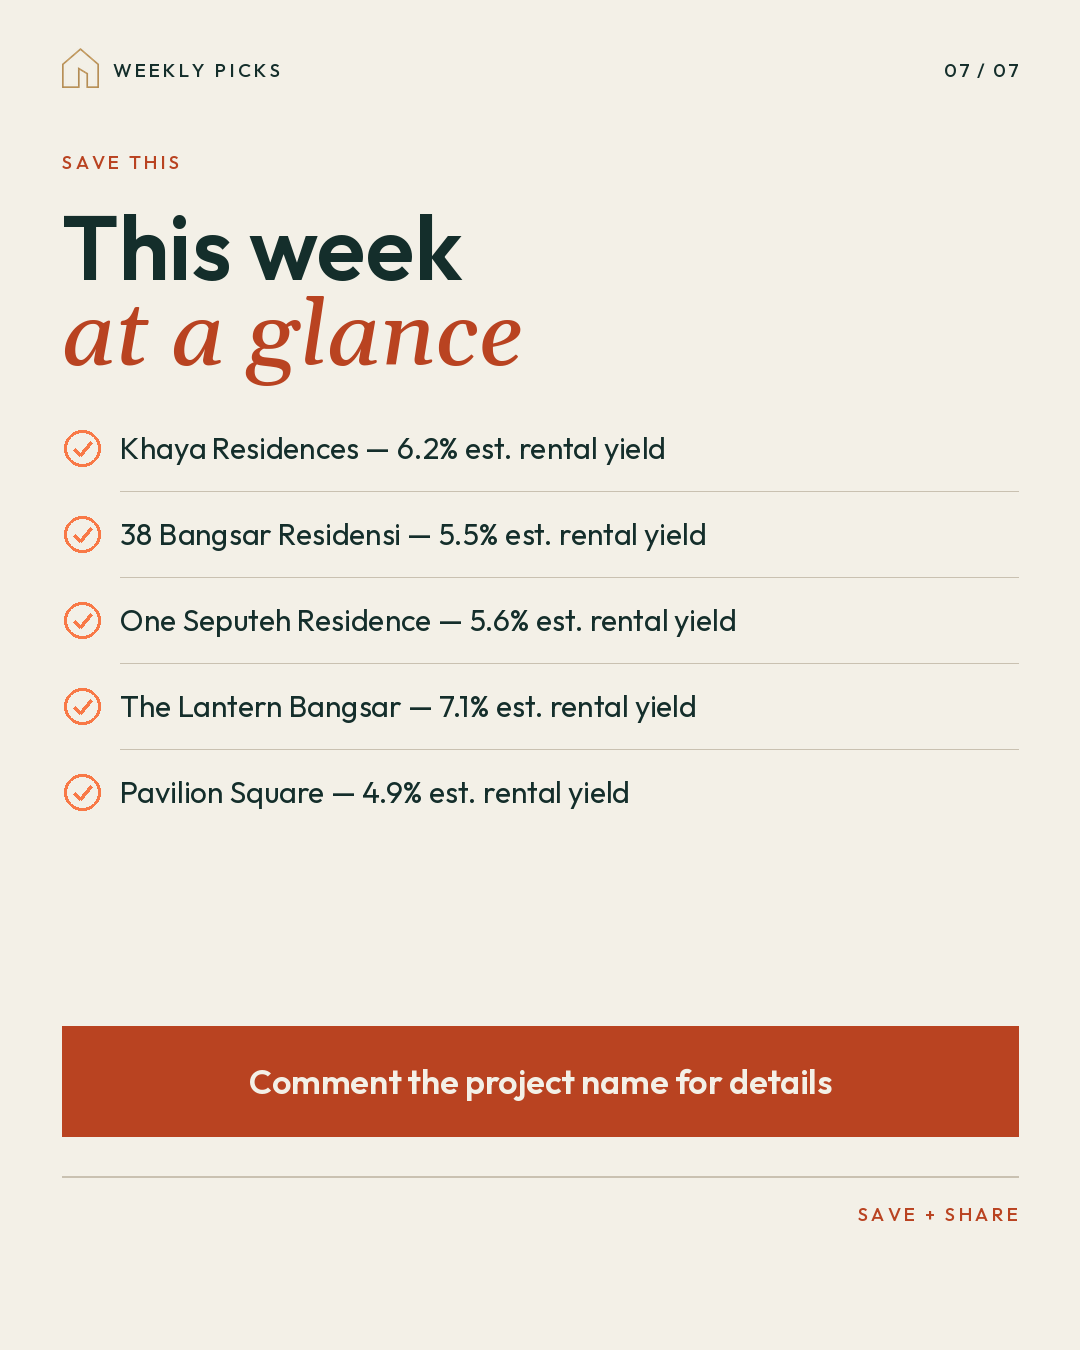 WEEKLY PICKS
07 / 07
SAVE THIS
This week
at a glance
Khaya Residences — 6.2% est. rental yield
38 Bangsar Residensi — 5.5% est. rental yield
One Seputeh Residence — 5.6% est. rental yield
The Lantern Bangsar — 7.1% est. rental yield
Pavilion Square — 4.9% est. rental yield
Comment the project name for details
SAVE + SHARE